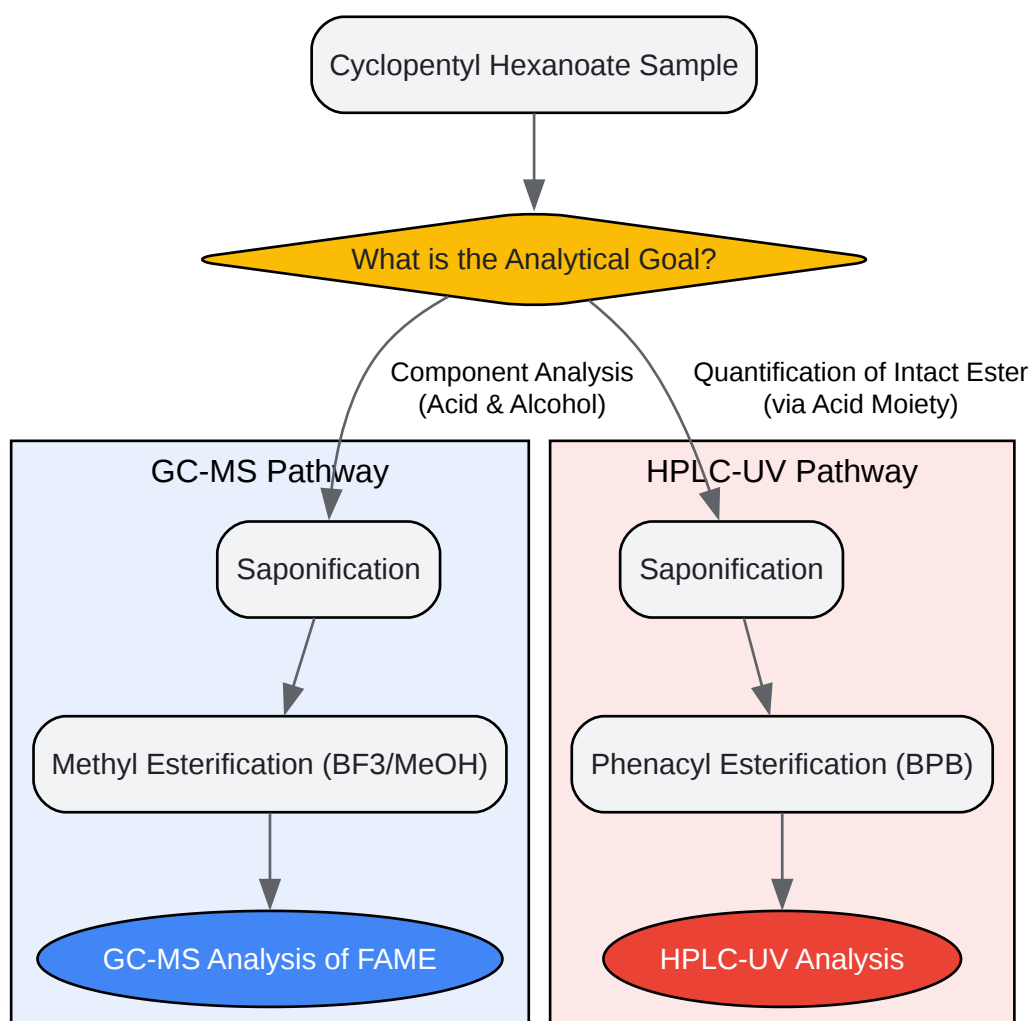 Cyclopentyl Hexanoate Sample
What is the Analytical Goal?
Component Analysis
(Acid & Alcohol)
Quantification of Intact Ester
(via Acid Moiety)
GC-MS Pathway
HPLC-UV Pathway
Saponification
Saponification
Methyl Esterification (BF3/MeOH)
Phenacyl Esterification (BPB)
GC-MS Analysis of FAME
HPLC-UV Analysis